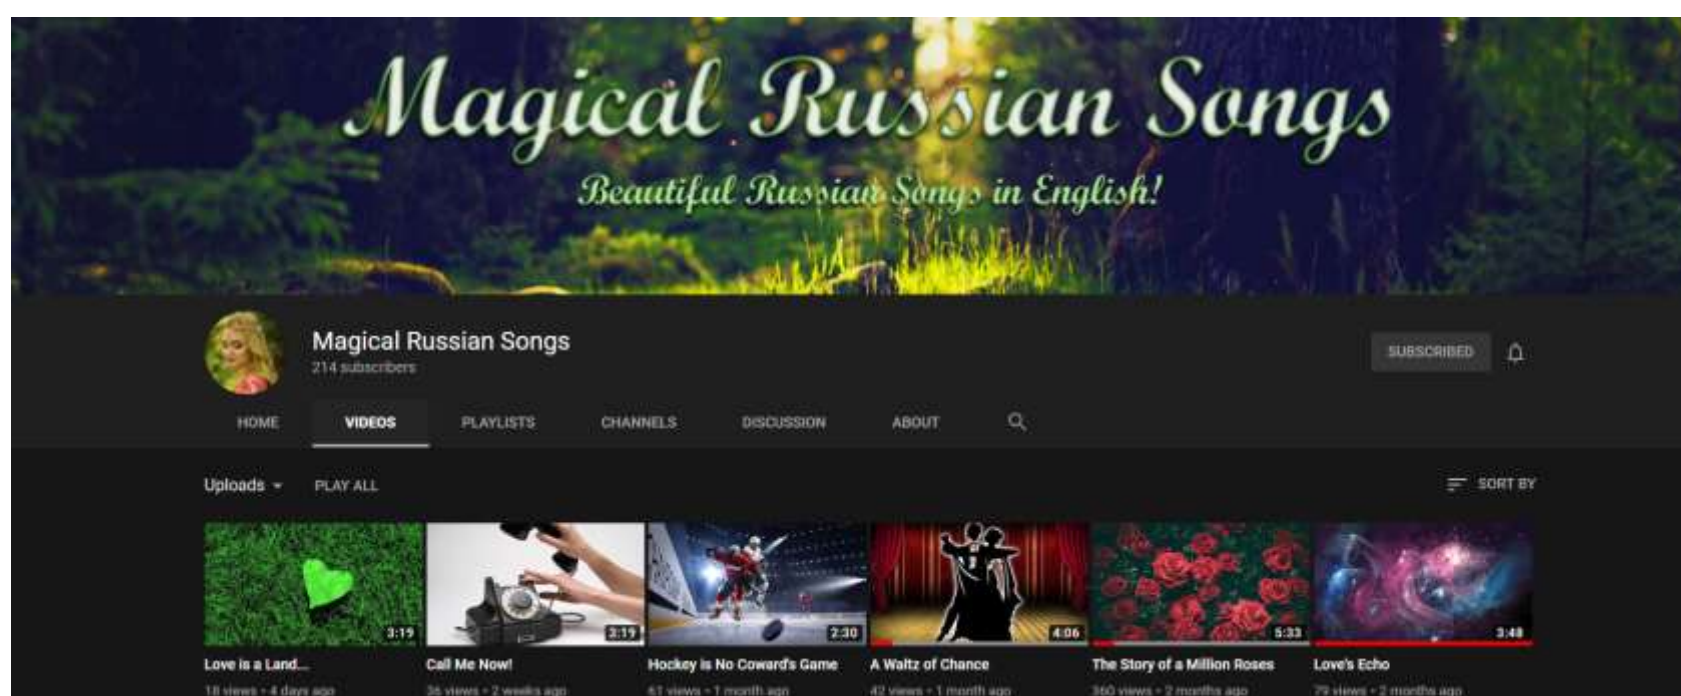 Magical Russian Songs
Beautiful Russian Songs in English!
Magical Russian Songs
214 subscribers
SUBSCRIBED
HOME VIDEOS PLAYLISTS CHANNELS DISCUSSION ABOUT
Uploads PLAY ALL SORT BY
3:19 3:19 2:30 4:06 5:33 3:48
Love is a Land... Call Me Now! Hockey is No Coward's Game A Waltz of Chance The Story of a Million Roses Love's Echo
18 views • 4 days ago 36 views • 2 weeks ago 61 views • 1 month ago 42 views • 1 month ago 360 views • 2 months ago 79 views • 2 months ago